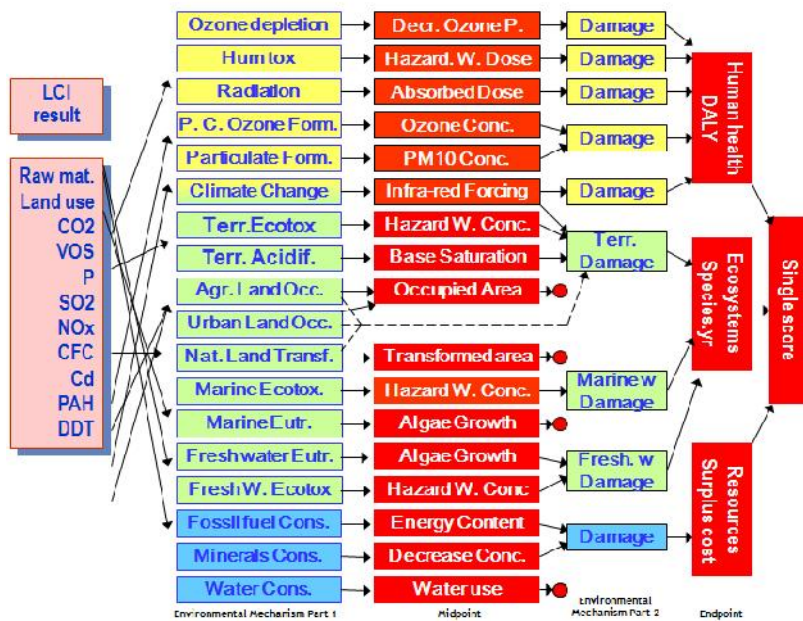 LCI
result
Raw mat.
Land use
CO2
VOS
P
SO2
NOx
CFC
Cd
PAH
DDT
Ozone depletion
Hum tox
Radiation
P. C. Ozone Form.
Particulate Form.
Climate Change
Terr.Ecotox
Terr. Acidif.
Agr. Land Occ.
Urban Land Occ.
Nat. Land Transf.
Marine Ecotox.
Marine Eutr.
Freshwater Eutr.
Fresh W. Ecotox
Fossil fuel Cons.
Minerals Cons.
Water Cons.
Environmental Mechanism Part 1
Decr. Ozone P.
Hazard. W. Dose
Absorbed Dose
Ozone Conc.
PM10 Conc.
Infra-red Forcing
Hazard W. Conc.
Base Saturation
Occupied Area
Transformed area
Hazard W. Conc.
Algae Growth
Algae Growth
Hazard W. Conc
Energy Content
Decrease Conc.
Water use
Midpoint
Damage
Damage
Damage
Damage
Damage
Terr.
Damage
Marine w
Damage
Fresh. w
Damage
Damage
Environmental
Mechanism Part 2
Human health
DALY
Ecosystems
Species.yr
Resources
Surplus cost
Endpoint
Single score